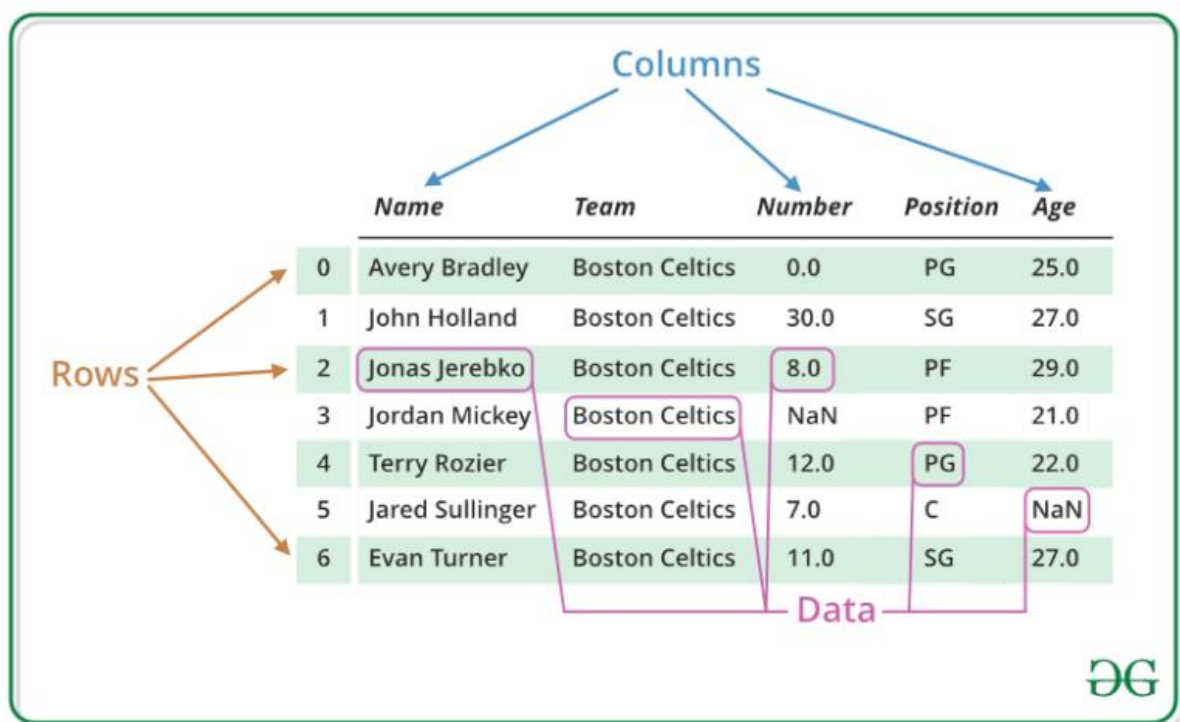 Columns
Name Team Number Position Age
0 Avery Bradley Boston Celtics 0.0 PG 25.0
1 John Holland Boston Celtics 30.0 SG 27.0
Rows 2 Jonas Jerebko Boston Celtics 8.0 PF 29.0
3 Jordan Mickey Boston Celtics NaN PF 21.0
4 Terry Rozier Boston Celtics 12.0 PG 22.0
5 Jared Sullinger Boston Celtics 7.0 C NaN
6 Evan Turner Boston Celtics 11.0 SG 27.0
Data